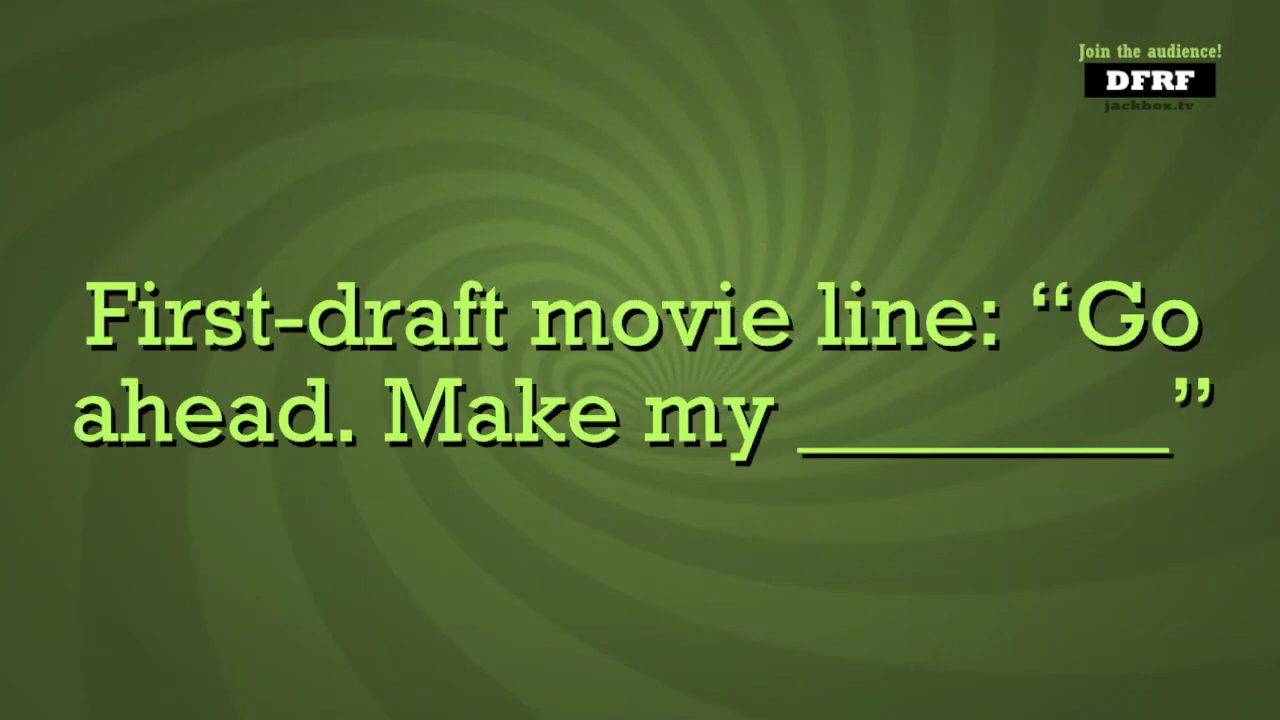 Join the audience!
DFRF
jackbox.tv
First-draft movie line: “Go
ahead. Make my ________ ”